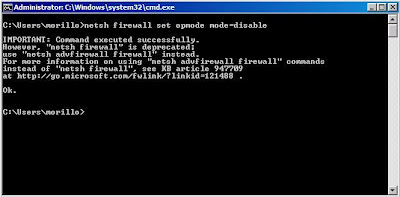 Administrator: C:\Windows\system32\cmd.exe
C:\Users\morillo>netsh firewall set opmode mode-disable
IMPORTANT: Command executed successfully.
However, "netsh firewall" is deprecated;
use "netsh advfirewall firewall" instead.
For more information on using "netsh advfirewall firewall" commands
instead of "netsh firewall", see KB article 947709
at http://go.microsoft.com/fwlink/?linkid=121488 .
Ok.
C:\Users\morillo>